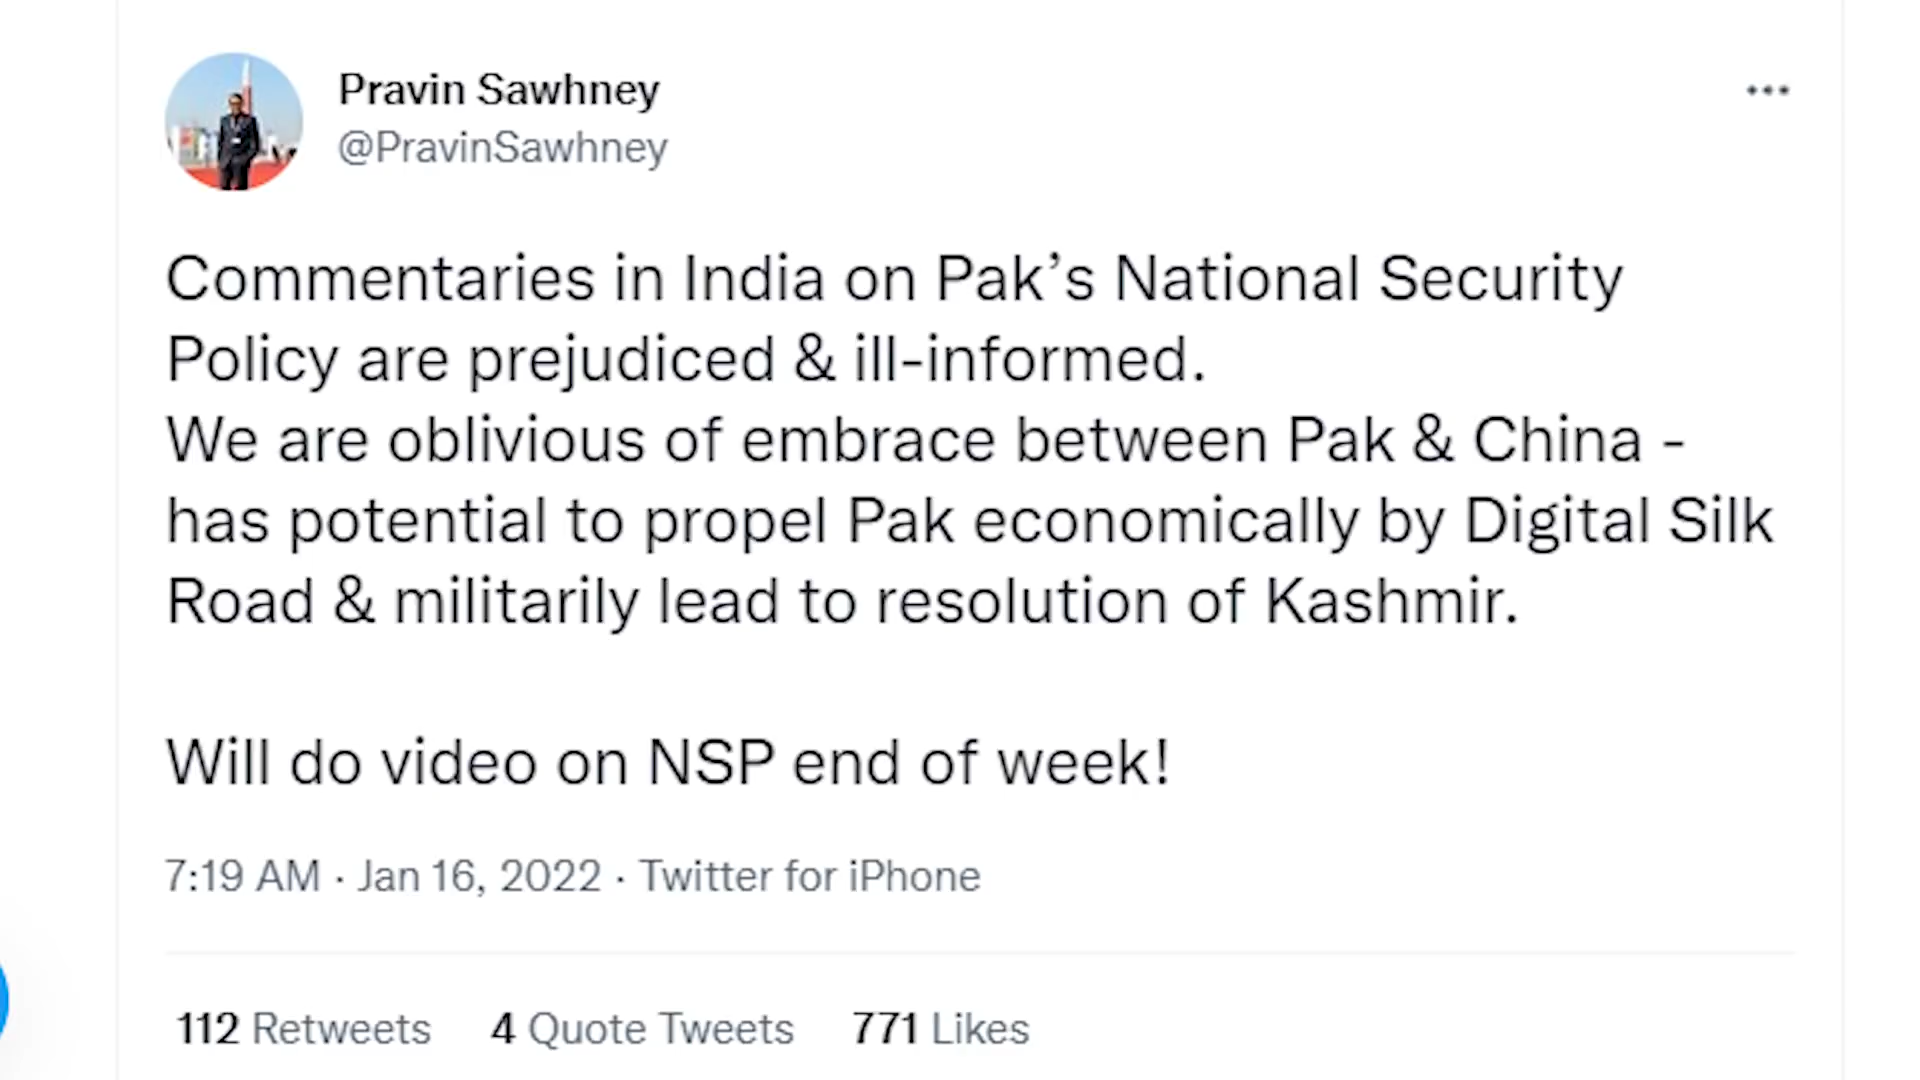 Pravin Sawhney
@PravinSawhney
Commentaries in India on Pak’s National Security
Policy are prejudiced & ill-informed.
We are oblivious of embrace between Pak & China -
has potential to propel Pak economically by Digital Silk
Road & militarily lead to resolution of Kashmir.
Will do video on NSP end of week!
7:19 AM · Jan 16, 2022 · Twitter for iPhone
112 Retweets 4 Quote Tweets 771 Likes